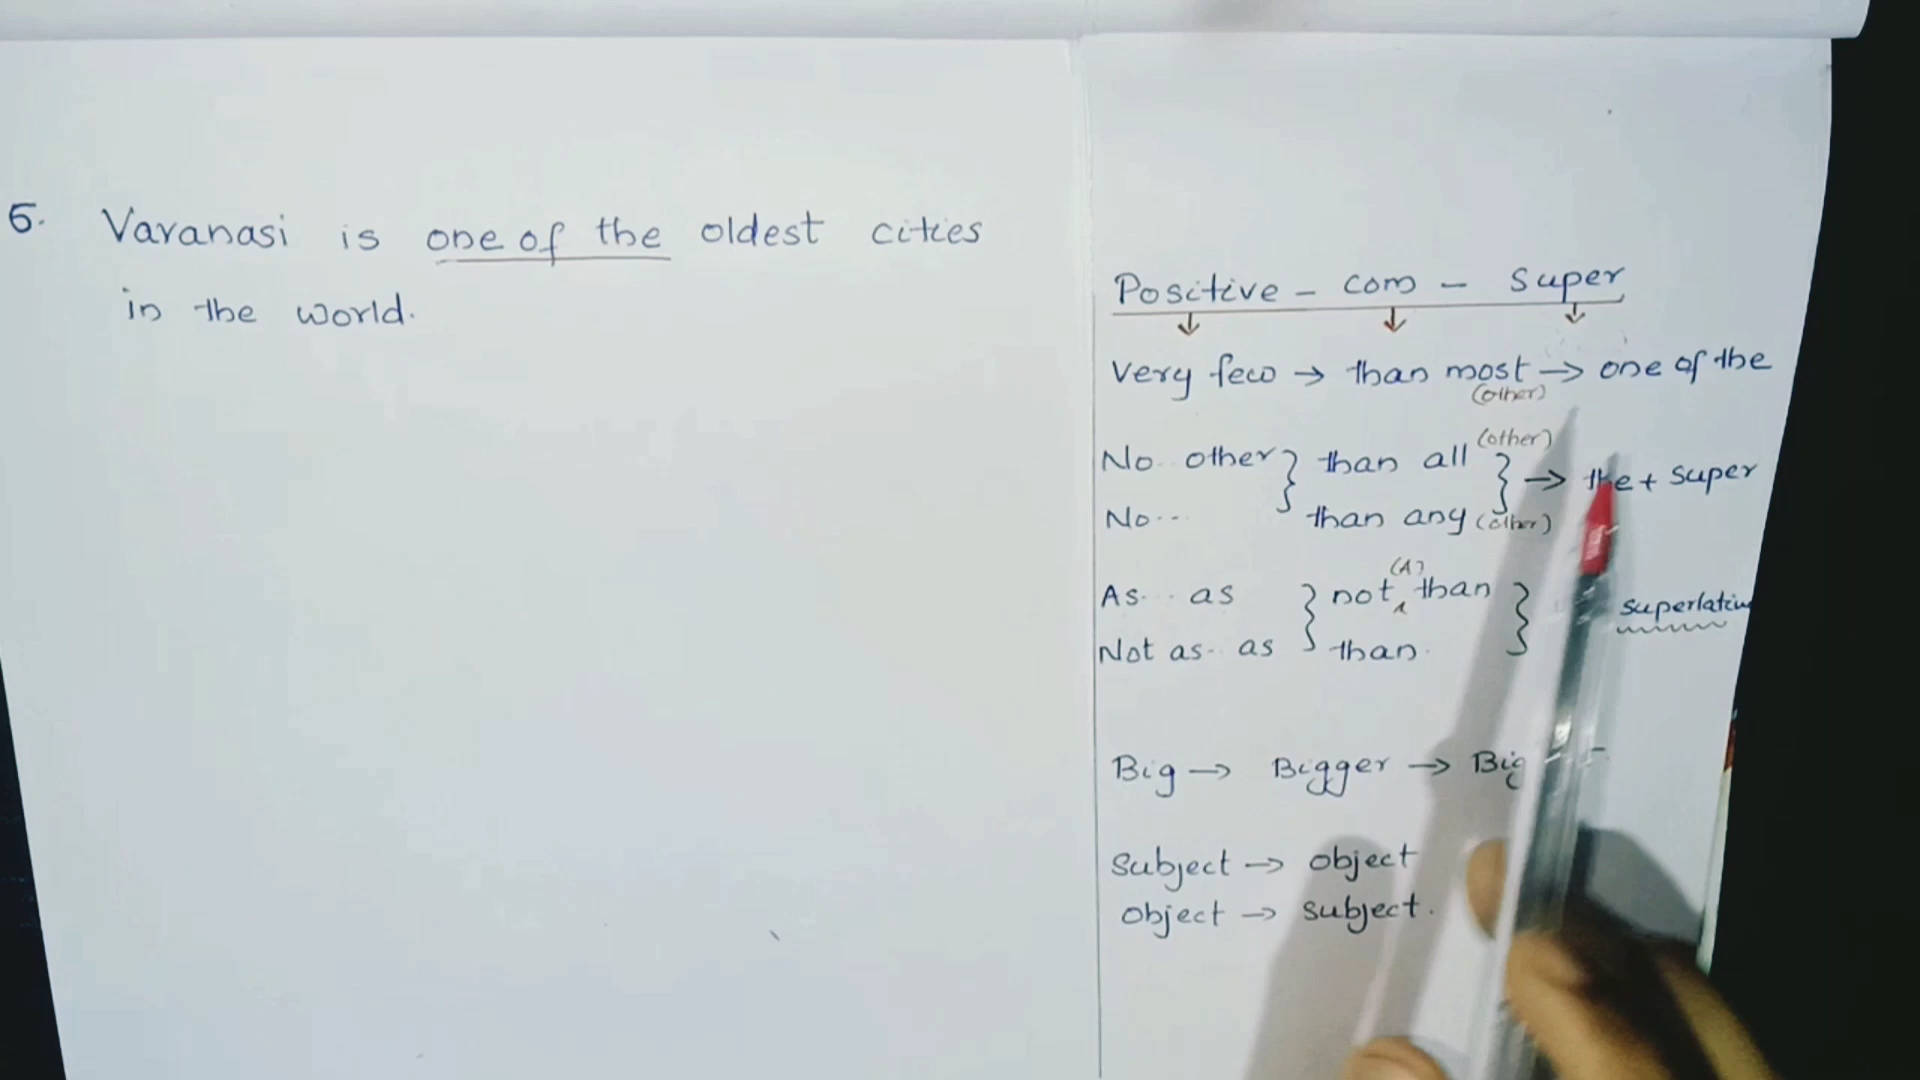 5. Varanasi is one of the oldest cities
in the world.
Positive - com - Super
Very few → than most → one of the
(other)
No.. other } than all (other) } → the + super
No... than any (other)
As... as } not (A) than }
Superlative
Not as.. as than.
Big → Bigger → Big
Subject → object
object → subject.